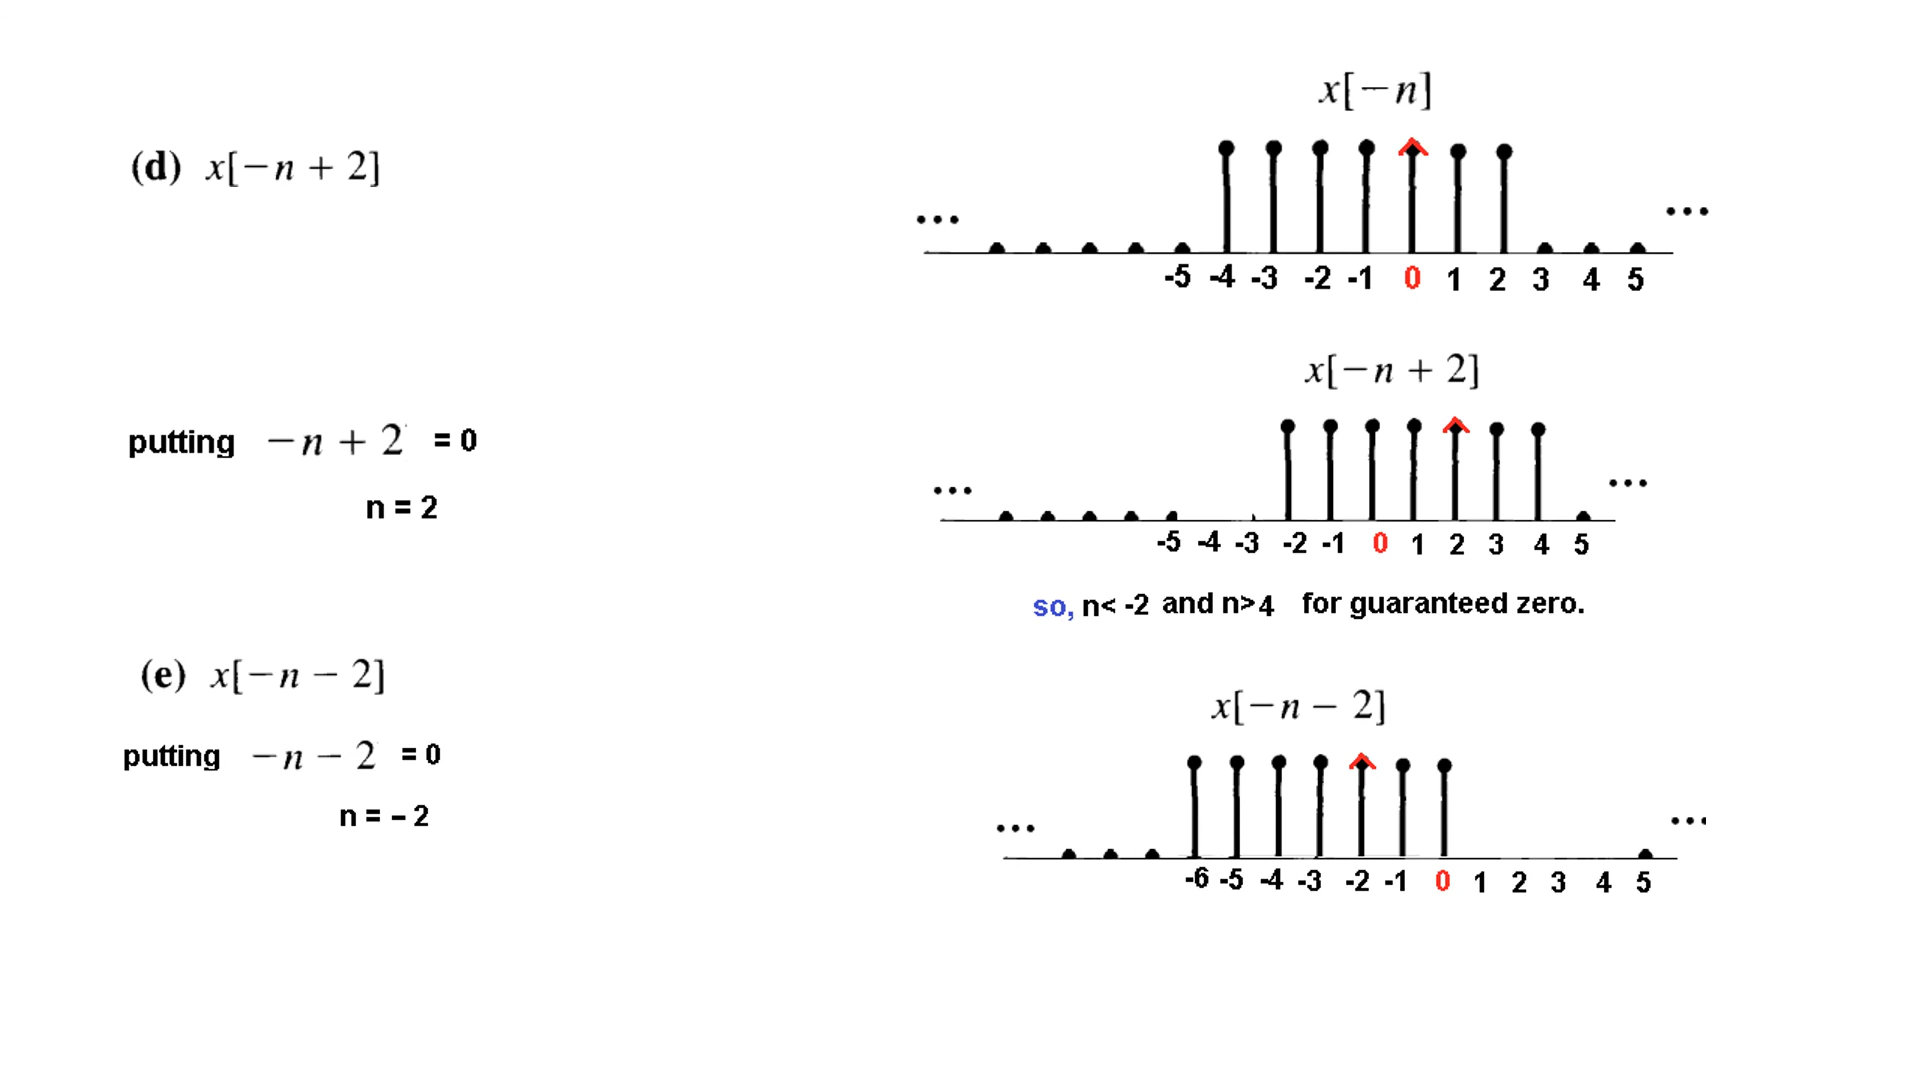 (d) x[−n + 2]
x[−n]
...
...
-5 -4 -3 -2 -1 0 1 2 3 4 5
x[−n + 2]
putting −n + 2 = 0
n = 2
...
...
-5 -4 -3 -2 -1 0 1 2 3 4 5
so, n< -2 and n>4 for guaranteed zero.
(e) x[−n − 2]
putting −n − 2 = 0
n = – 2
x[−n − 2]
...
...
-6 -5 -4 -3 -2 -1 0 1 2 3 4 5